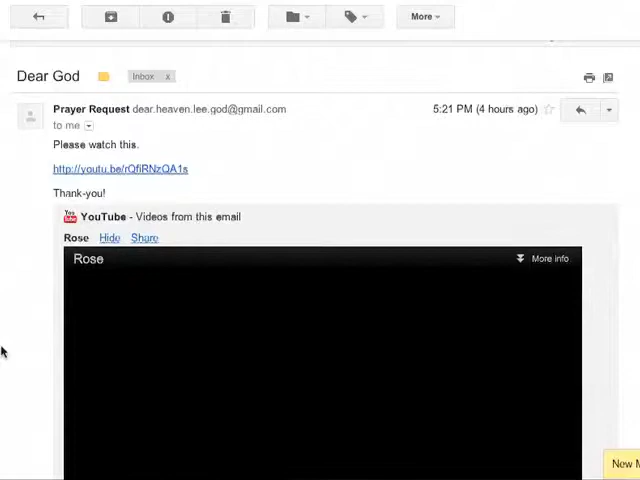 More
Dear God
Inbox x
Prayer Request dear.heaven.lee.god@gmail.com 5:21 PM (4 hours ago)
to me
Please watch this.
http://youtu.be/rQfiRNzQA1s
Thank-you!
You Tube YouTube - Videos from this email
Rose Hide Share
Rose More info
New M